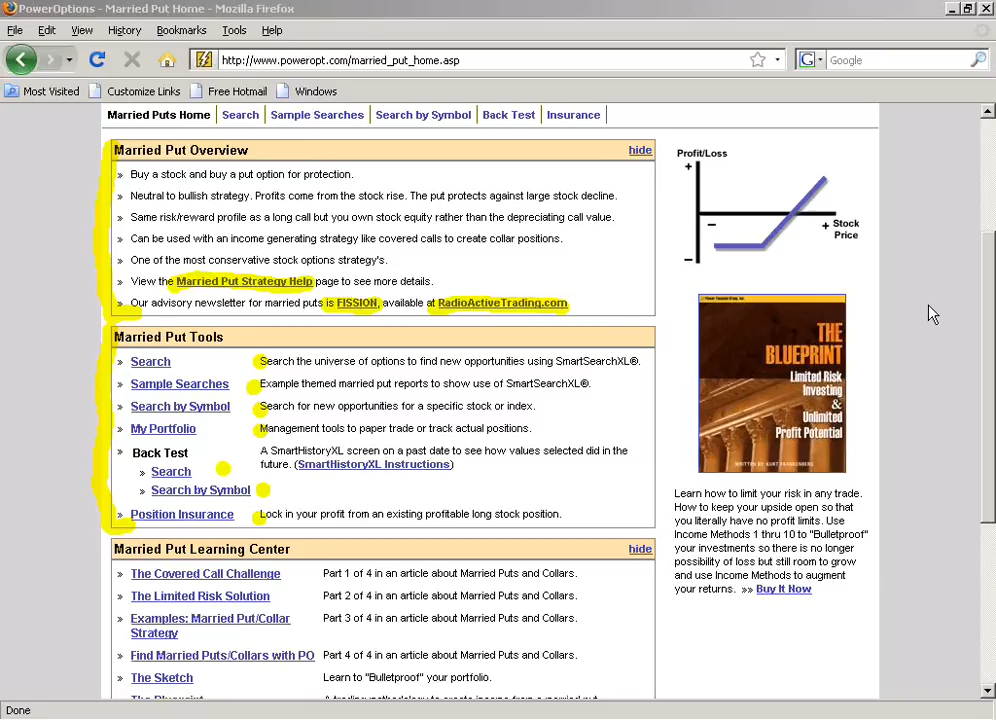 PowerOptions - Married Put Home - Mozilla Firefox
File Edit View History Bookmarks Tools Help
http://www.poweropt.com/married_put_home.asp
G Google
Most Visited Customize Links Free Hotmail Windows
Married Puts Home Search Sample Searches Search by Symbol Back Test Insurance
Married Put Overview hide
» Buy a stock and buy a put option for protection.
» Neutral to bullish strategy. Profits come from the stock rise. The put protects against large stock decline.
» Same risk/reward profile as a long call but you own stock equity rather than the depreciating call value.
» Can be used with an income generating strategy like covered calls to create collar positions.
» One of the most conservative stock options strategy's.
» View the Married Put Strategy Help page to see more details.
» Our advisory newsletter for married puts is FISSION, available at RadioActiveTrading.com
Married Put Tools
» Search Search the universe of options to find new opportunities using SmartSearchXL®.
» Sample Searches Example themed married put reports to show use of SmartSearchXL®.
» Search by Symbol Search for new opportunities for a specific stock or index.
» My Portfolio Management tools to paper trade or track actual positions.
» Back Test A SmartHistoryXL screen on a past date to see how values selected did in the
future. (SmartHistoryXL Instructions)
» Search
» Search by Symbol
» Position Insurance Lock in your profit from an existing profitable long stock position.
Married Put Learning Center hide
» The Covered Call Challenge Part 1 of 4 in an article about Married Puts and Collars.
» The Limited Risk Solution Part 2 of 4 in an article about Married Puts and Collars.
» Examples: Married Put/Collar Part 3 of 4 in an article about Married Puts and Collars.
Strategy
» Find Married Puts/Collars with PO Part 4 of 4 in an article about Married Puts and Collars.
» The Sketch Learn to "Bulletproof" your portfolio.
Profit/Loss
+
−
+ Stock
Price
−
THE
BLUEPRINT
Limited Risk
Investing
&
Unlimited
Profit Potential
WRITTEN BY: KURT FRANKENBERG
Learn how to limit your risk in any trade.
How to keep your upside open so that
you literally have no profit limits. Use
Income Methods 1 thru 10 to "Bulletproof"
your investments so there is no longer
possibility of loss but still room to grow
and use Income Methods to augment
your returns. »» Buy It Now
Done